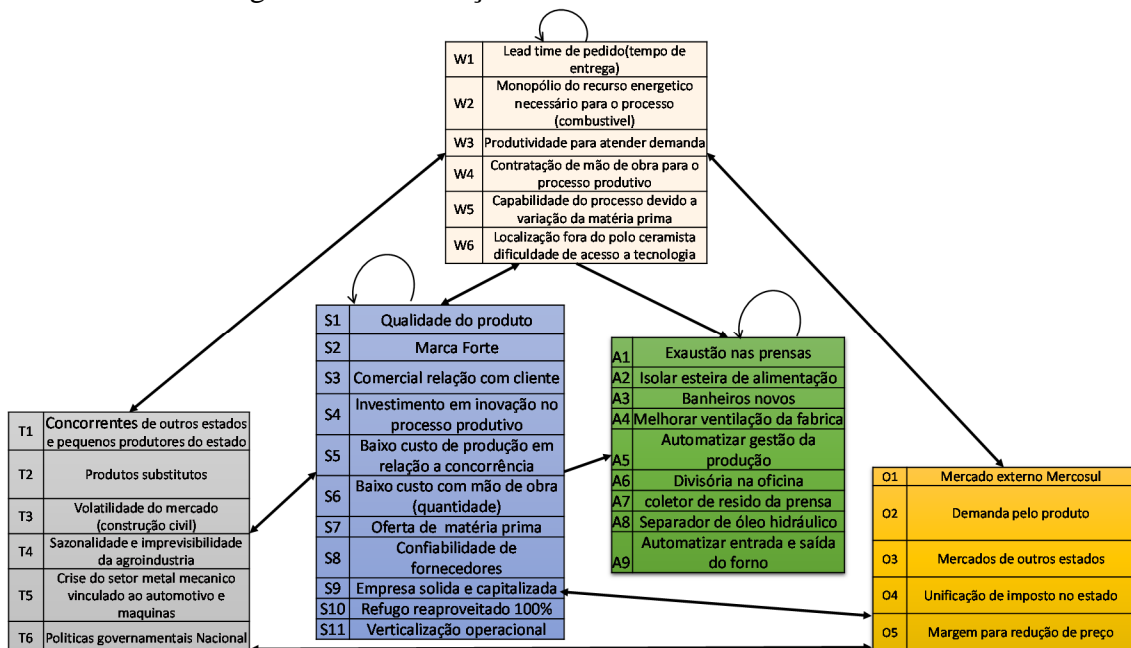 W1 Lead time de pedido(tempo de
entrega)
W2 Monopólio do recurso energetico
necessário para o processo
(combustivel)
W3 Produtividade para atender demanda
W4 Contratação de mão de obra para o
processo produtivo
W5 Capabilidade do processo devido a
variação da matéria prima
W6 Localização fora do polo ceramista
dificuldade de acesso a tecnologia
S1 Qualidade do produto
S2 Marca Forte
S3 Comercial relação com cliente
S4 Investimento em inovação no
processo produtivo
S5 Baixo custo de produção em
relação a concorrência
S6 Baixo custo com mão de obra
(quantidade)
S7 Oferta de matéria prima
S8 Confiabilidade de
fornecedores
S9 Empresa solida e capitalizada
S10 Refugo reaproveitado 100%
S11 Verticalização operacional
A1 Exaustão nas prensas
A2 Isolar esteira de alimentação
A3 Banheiros novos
A4 Melhorar ventilação da fabrica
A5 Automatizar gestão da
produção
A6 Divisória na oficina
A7 coletor de resido da prensa
A8 Separador de óleo hidráulico
A9 Automatizar entrada e saída
do forno
T1 Concorrentes de outros estados
e pequenos produtores do estado
T2 Produtos substitutos
T3 Volatilidade do mercado
(construção civil)
T4 Sazonalidade e imprevisibilidade
da agroindustria
T5 Crise do setor metal mecanico
vinculado ao automotivo e
maquinas
T6 Politicas governamentais Nacional
O1 Mercado externo Mercosul
O2 Demanda pelo produto
O3 Mercados de outros estados
O4 Unificação de imposto no estado
O5 Margem para redução de preço